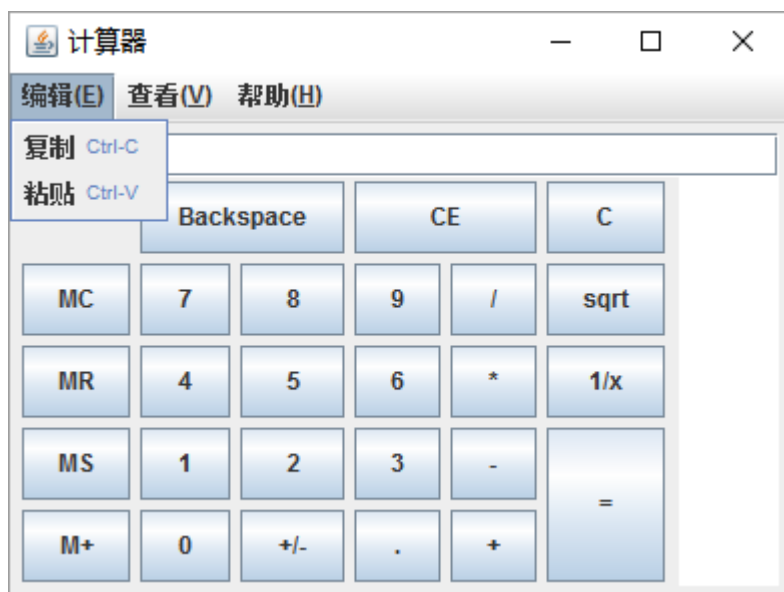 计算器
编辑(E) 查看(V) 帮助(H)
复制 Ctrl-C
粘贴 Ctrl-V
Backspace CE C
MC 7 8 9 / sqrt
MR 4 5 6 * 1/x
MS 1 2 3 - =
M+ 0 +/- . +